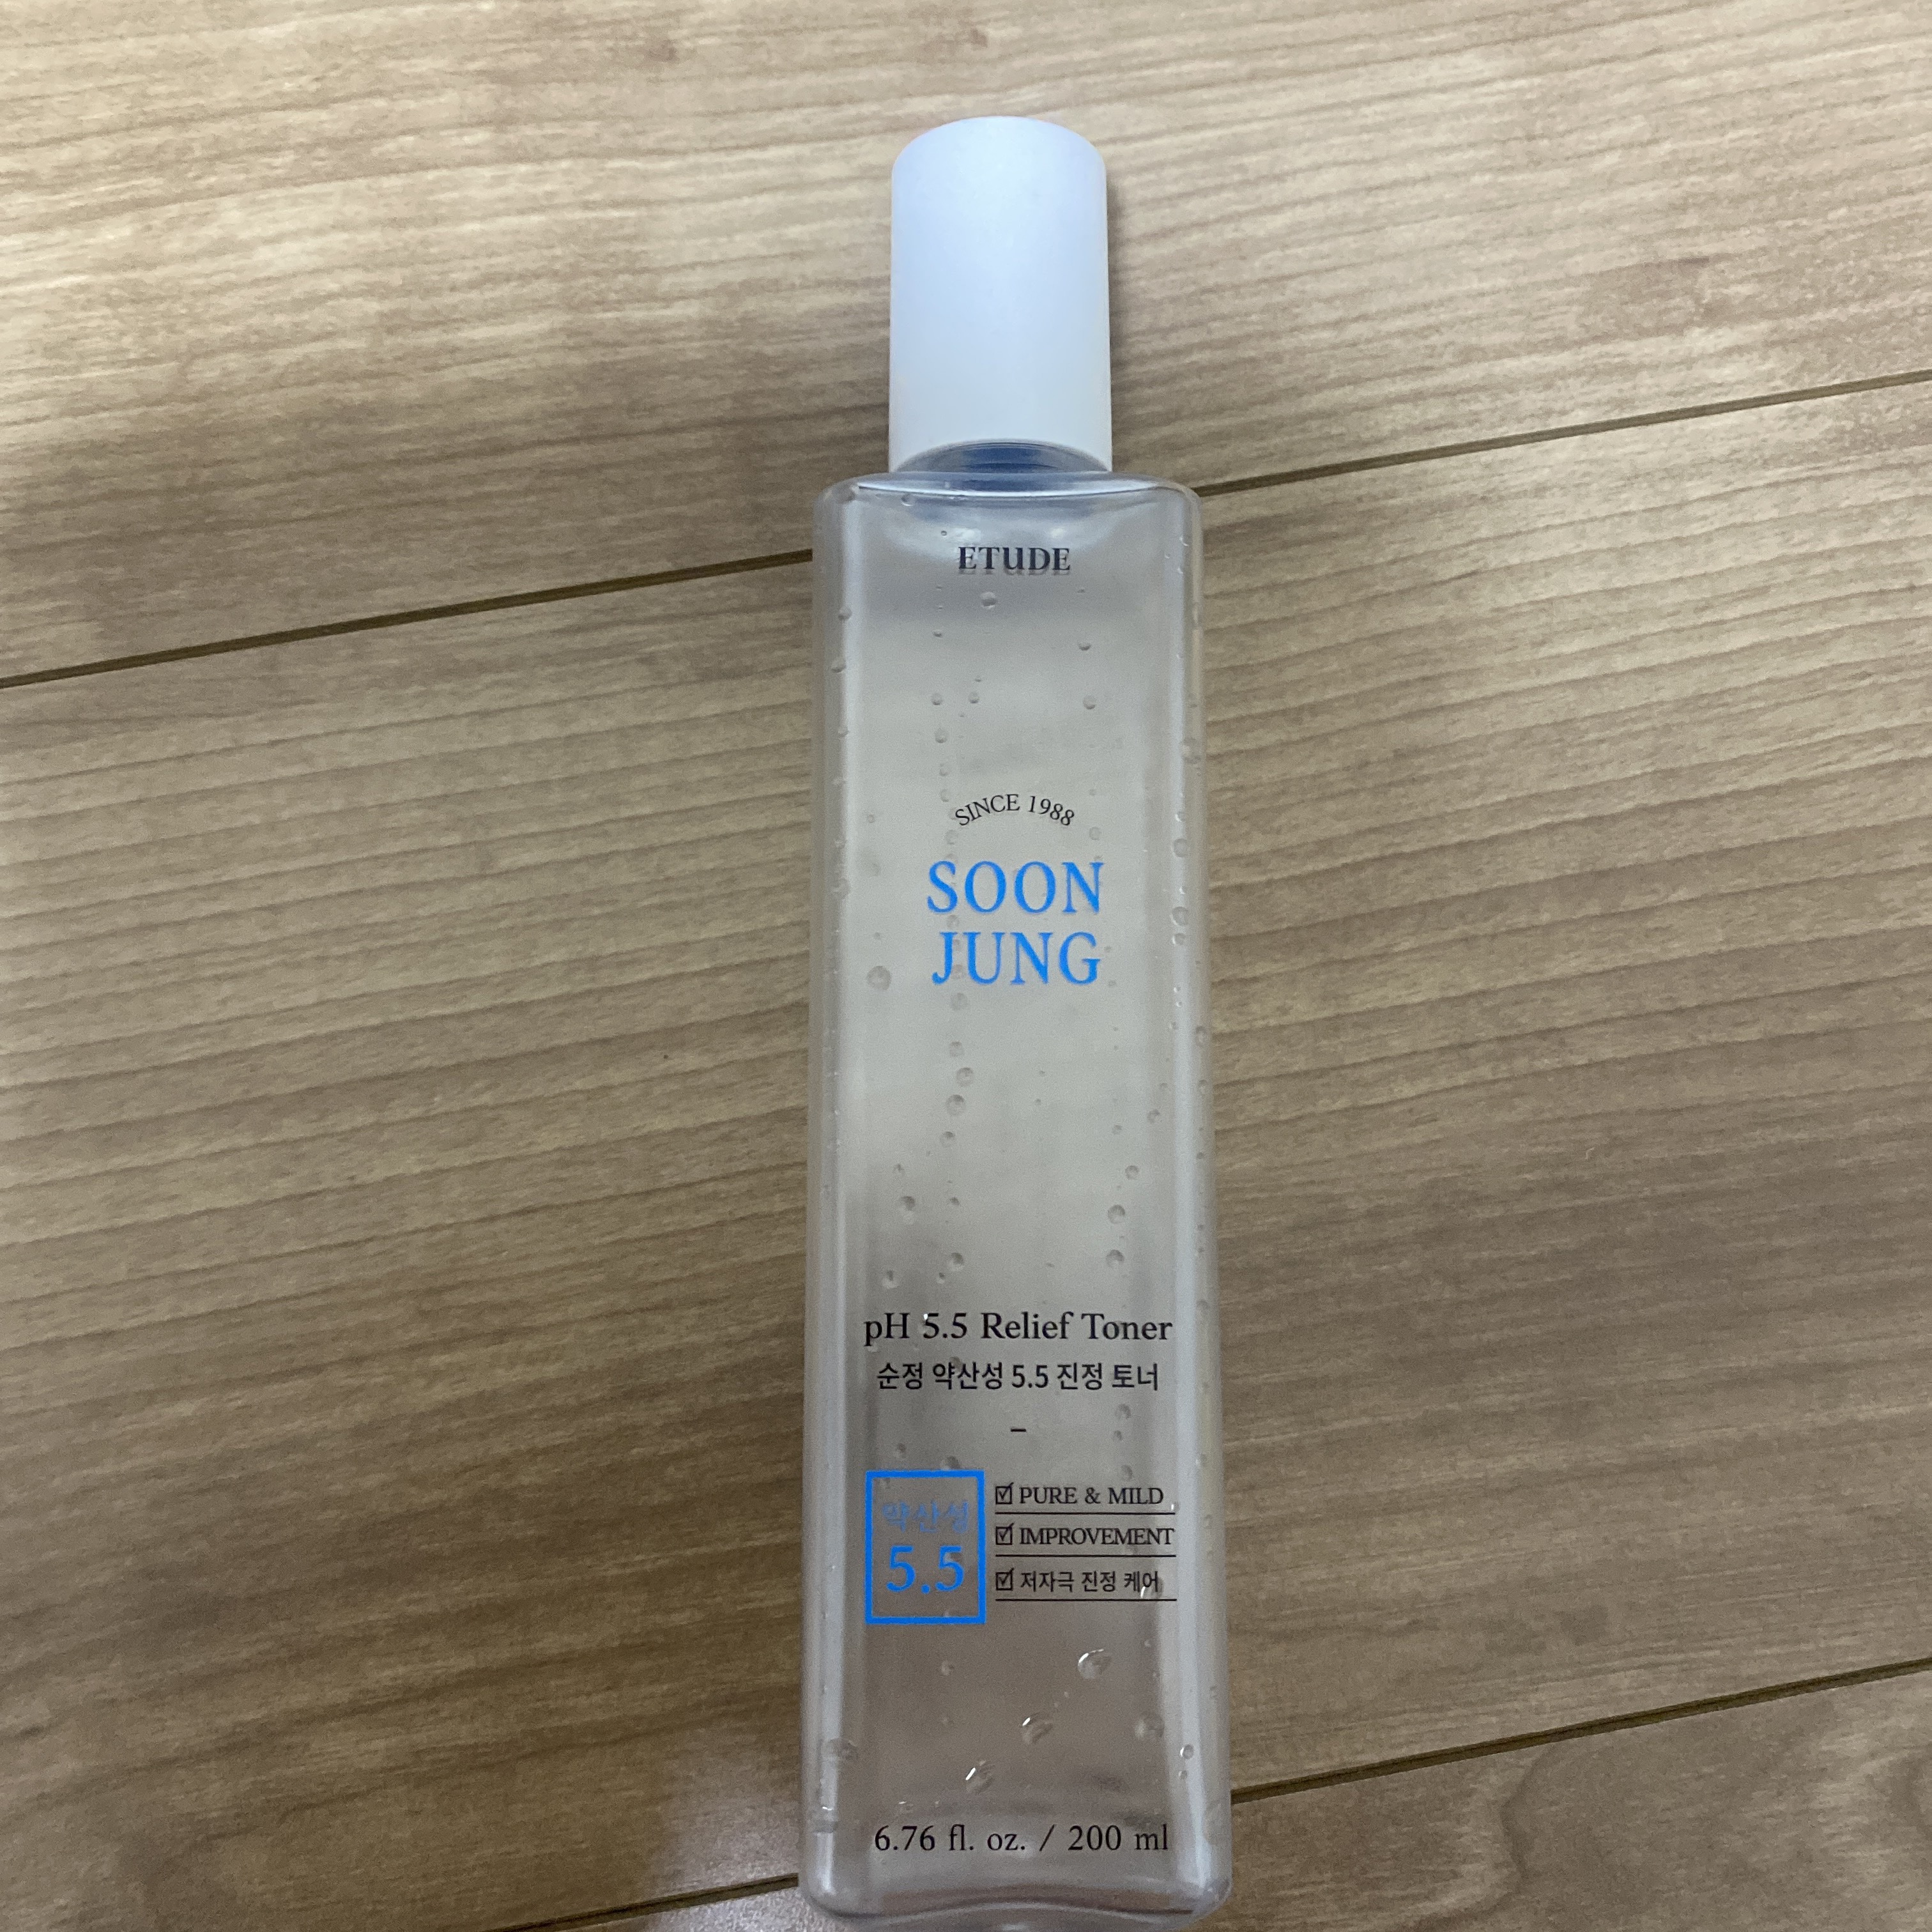 ETUDE
SINCE 1988
SOON
JUNG
pH 5.5 Relief Toner
순정 약산성 5.5 진정 토너
–
약산성
5.5
☑ PURE & MILD
☑ IMPROVEMENT
☑ 저자극 진정 케어
6.76 fl. oz. / 200 ml